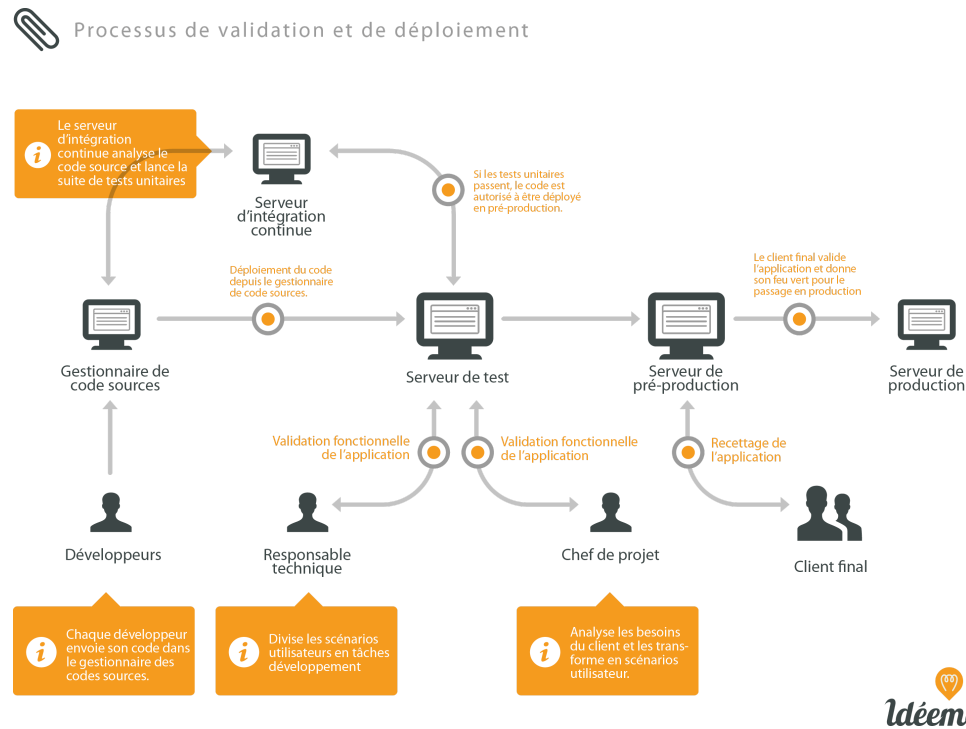 Processus de validation et de déploiement
Le serveur
d'intégration
continue analyse le
code source et lance la
suite de tests unitaires
Serveur
d'intégration
continue
Si les tests unitaires
passent, le code est
autorisé à être déployé
en pré-production.
Déploiement du code
depuis le gestionnaire
de code sources.
Le client final valide
l'application et donne
son feu vert pour le
passage en production
Gestionnaire de
code sources
Serveur de test
Serveur de
pré-production
Serveur de
production
Validation fonctionnelle
de l'application
Validation fonctionnelle
de l'application
Recettage de
l'application
Développeurs
Responsable
technique
Chef de projet
Client final
Chaque développeur
envoie son code dans
le gestionnaire des
codes sources.
Divise les scénarios
utilisateurs en tâches
développement
Analyse les besoins
du client et les trans-
forme en scénarios
utilisateur.
Idéem